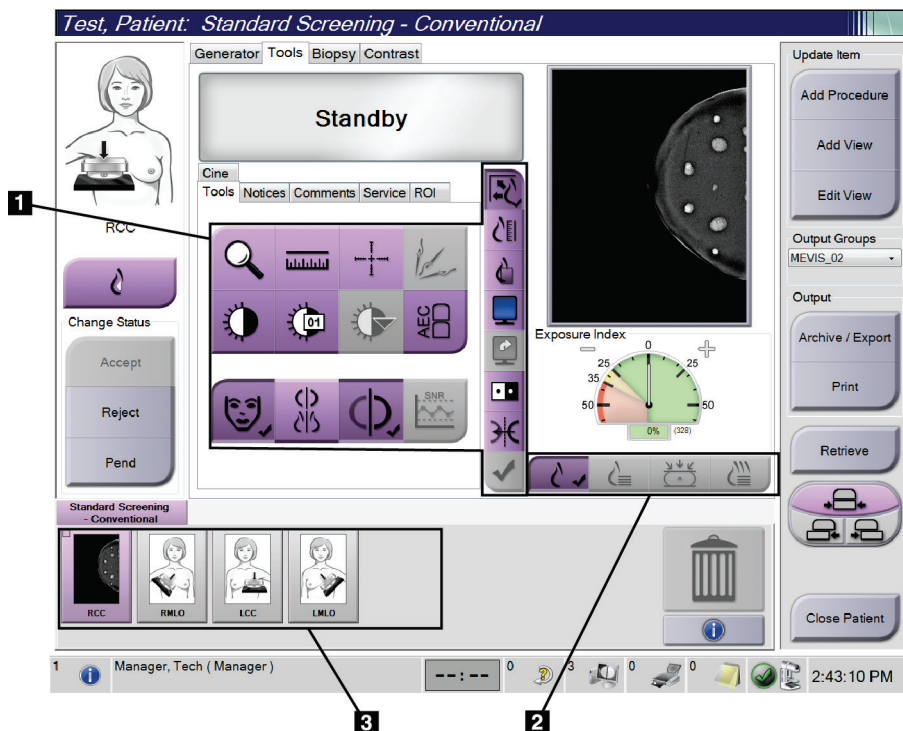 Test, Patient: Standard Screening - Conventional
Generator Tools Biopsy Contrast
Update Item
Add Procedure
Add View
Edit View
Standby
Cine
Tools Notices Comments Service ROI
1
RCC
Output Groups
MEVIS_02
01
AEC
Change Status
Accept
Reject
Pend
SNR
Exposure Index
0
25
25
35
50
50
0% (328)
Output
Archive / Export
Print
Retrieve
Standard Screening
- Conventional
RCC
RMLO
LCC
LMLO
Close Patient
1
Manager, Tech ( Manager )
--:--
0
3
0
0
2:43:10 PM
3
2